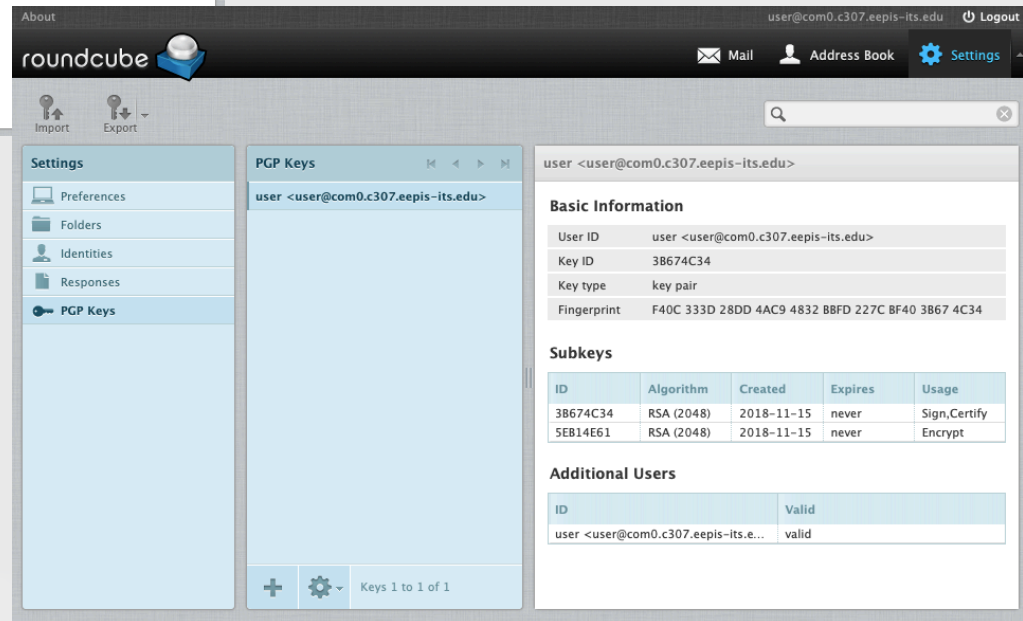 About user@com0.c307.eepis-its.edu Logout
roundcube Mail Address Book Settings
Import Export
Settings
Preferences
Folders
Identities
Responses
PGP Keys
PGP Keys
user <user@com0.c307.eepis-its.edu>
Keys 1 to 1 of 1
user <user@com0.c307.eepis-its.edu>
Basic Information
User ID user <user@com0.c307.eepis-its.edu>
Key ID 3B674C34
Key type key pair
Fingerprint F40C 333D 28DD 4AC9 4832 BBFD 227C BF40 3B67 4C34
Subkeys
ID Algorithm Created Expires Usage
3B674C34 RSA (2048) 2018-11-15 never Sign,Certify
5EB14E61 RSA (2048) 2018-11-15 never Encrypt
Additional Users
ID Valid
user <user@com0.c307.eepis-its.e... valid